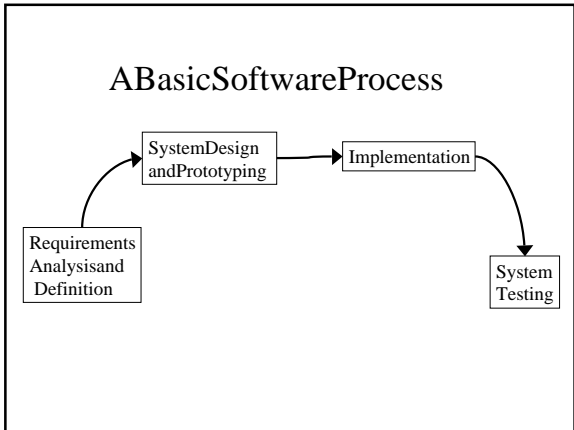 ABasicSoftwareProcess
SystemDesign
andPrototyping
Implementation
Requirements
Analysisand
Definition
System
Testing